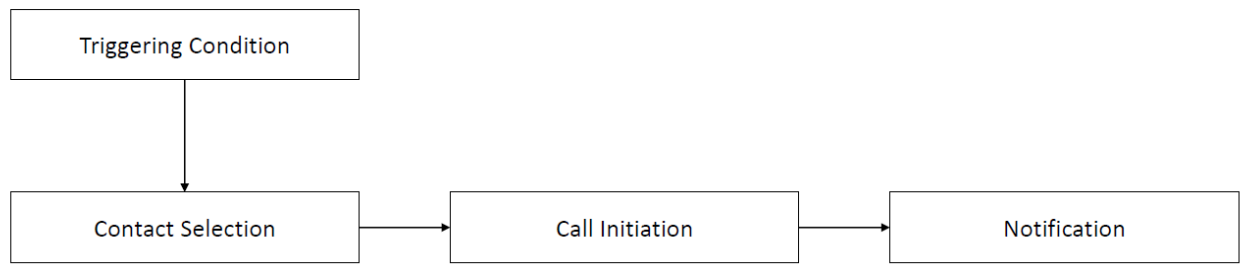 Triggering Condition
Contact Selection
Call Initiation
Notification